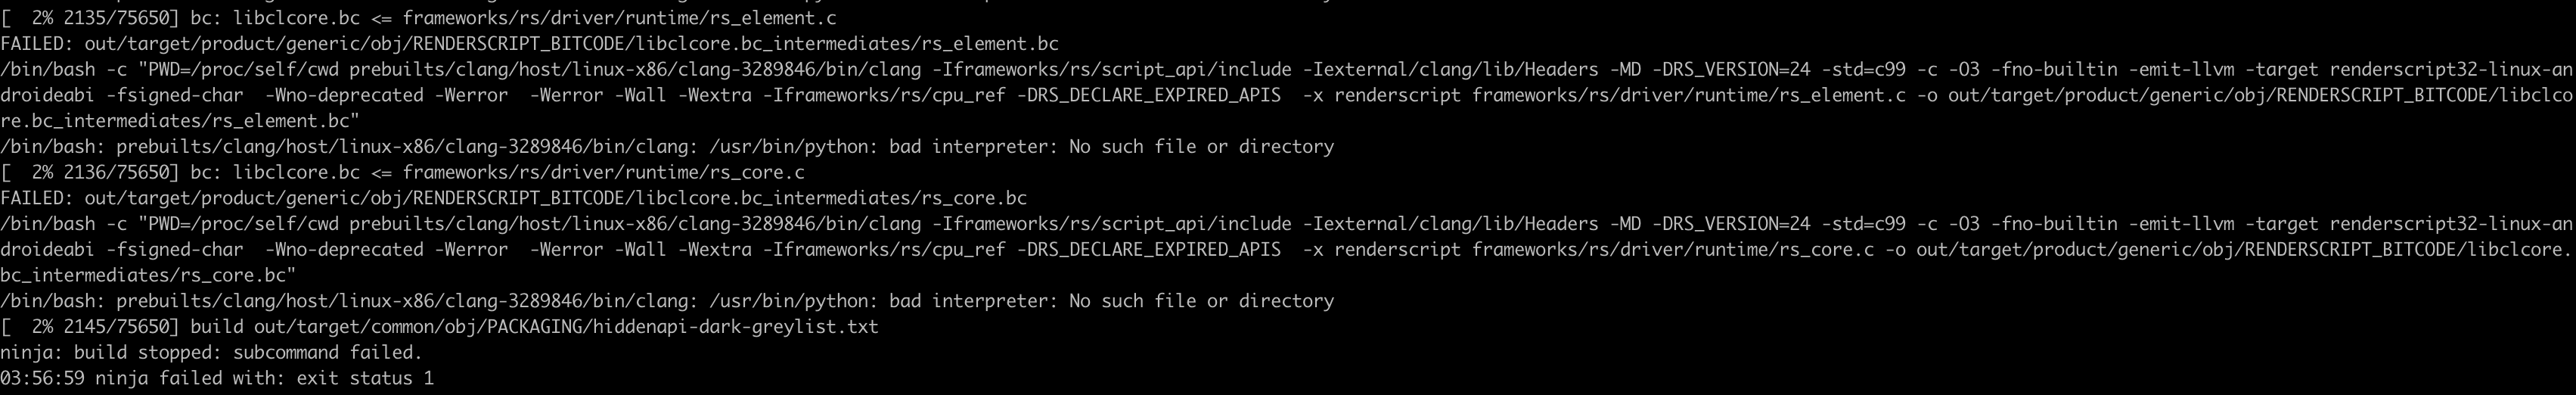 [  2% 2135/75650] bc: libclcore.bc <= frameworks/rs/driver/runtime/rs_element.c
FAILED: out/target/product/generic/obj/RENDERSCRIPT_BITCODE/libclcore.bc_intermediates/rs_element.bc
/bin/bash -c "PWD=/proc/self/cwd prebuilts/clang/host/linux-x86/clang-3289846/bin/clang -Iframeworks/rs/script_api/include -Iexternal/clang/lib/Headers -MD -DRS_VERSION=24 -std=c99 -c -O3 -fno-builtin -emit-llvm -target renderscript32-linux-an
droideabi -fsigned-char  -Wno-deprecated -Werror  -Werror -Wall -Wextra -Iframeworks/rs/cpu_ref -DRS_DECLARE_EXPIRED_APIS  -x renderscript frameworks/rs/driver/runtime/rs_element.c -o out/target/product/generic/obj/RENDERSCRIPT_BITCODE/libclco
re.bc_intermediates/rs_element.bc"
/bin/bash: prebuilts/clang/host/linux-x86/clang-3289846/bin/clang: /usr/bin/python: bad interpreter: No such file or directory
[  2% 2136/75650] bc: libclcore.bc <= frameworks/rs/driver/runtime/rs_core.c
FAILED: out/target/product/generic/obj/RENDERSCRIPT_BITCODE/libclcore.bc_intermediates/rs_core.bc
/bin/bash -c "PWD=/proc/self/cwd prebuilts/clang/host/linux-x86/clang-3289846/bin/clang -Iframeworks/rs/script_api/include -Iexternal/clang/lib/Headers -MD -DRS_VERSION=24 -std=c99 -c -O3 -fno-builtin -emit-llvm -target renderscript32-linux-an
droideabi -fsigned-char  -Wno-deprecated -Werror  -Werror -Wall -Wextra -Iframeworks/rs/cpu_ref -DRS_DECLARE_EXPIRED_APIS  -x renderscript frameworks/rs/driver/runtime/rs_core.c -o out/target/product/generic/obj/RENDERSCRIPT_BITCODE/libclcore.
bc_intermediates/rs_core.bc"
/bin/bash: prebuilts/clang/host/linux-x86/clang-3289846/bin/clang: /usr/bin/python: bad interpreter: No such file or directory
[  2% 2145/75650] build out/target/common/obj/PACKAGING/hiddenapi-dark-greylist.txt
ninja: build stopped: subcommand failed.
03:56:59 ninja failed with: exit status 1